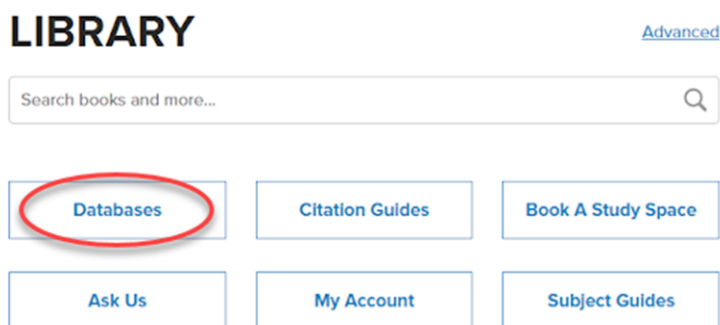 LIBRARY
Advanced
Search books and more...
Databases
Citation Guides
Book A Study Space
Ask Us
My Account
Subject Guides